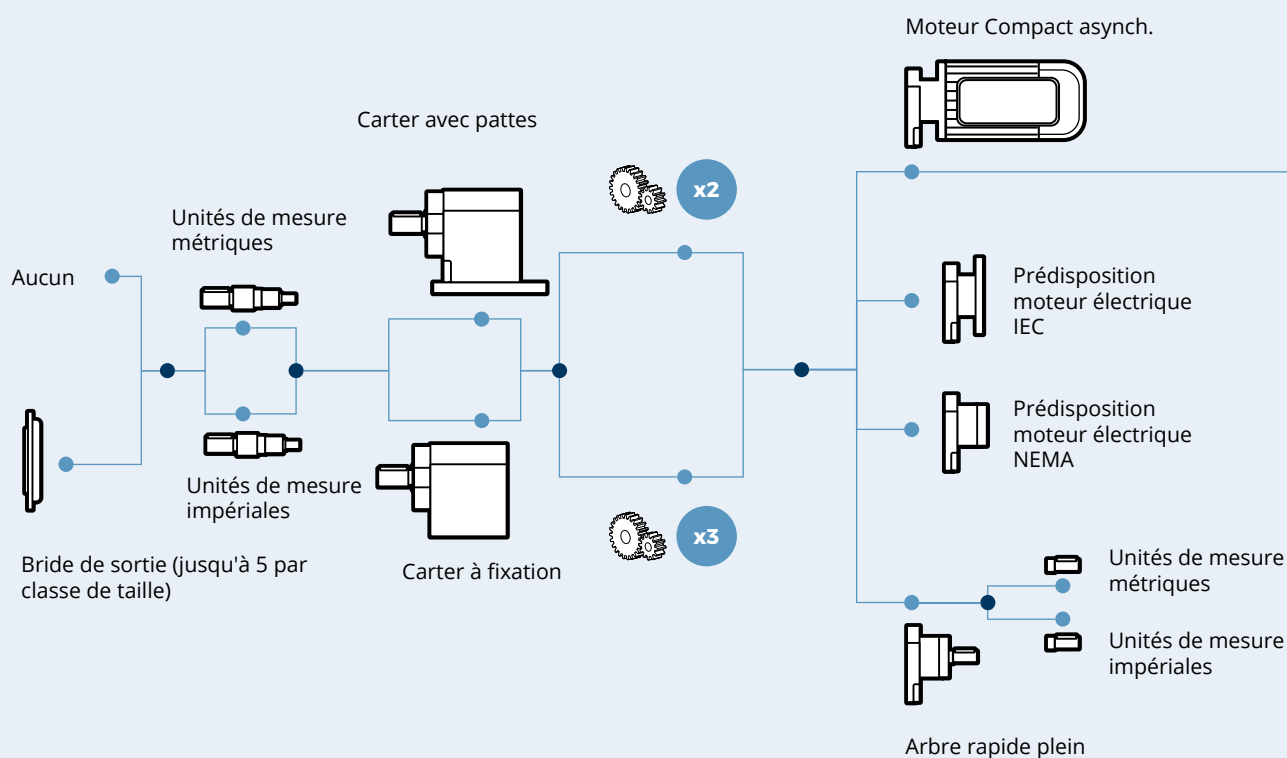 Moteur Compact asynch.
Carter avec pattes
x2
Unités de mesure
métriques
Aucun
Prédisposition
moteur électrique
IEC
Prédisposition
moteur électrique
NEMA
Unités de mesure
impériales
x3
Bride de sortie (jusqu'à 5 par
classe de taille)
Carter à fixation
Unités de mesure
métriques
Unités de mesure
impériales
Arbre rapide plein